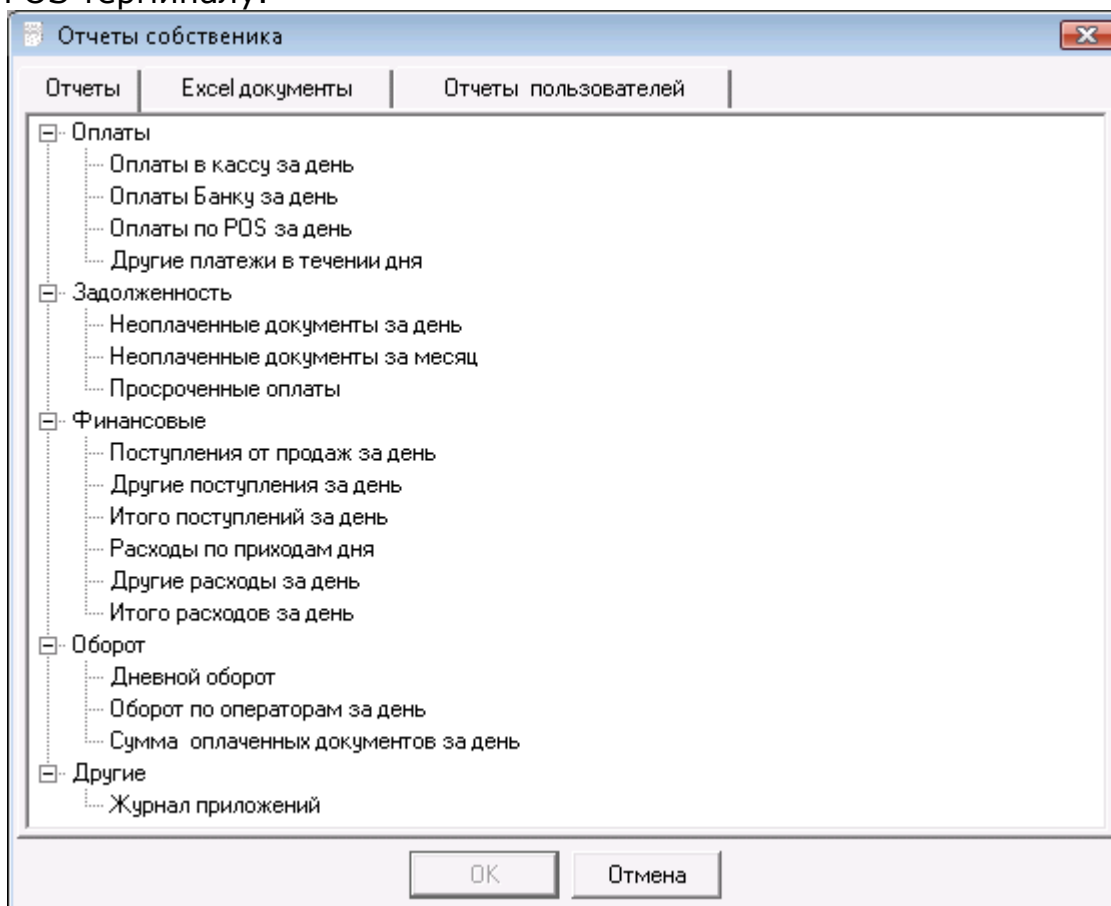 POS терминалу.
Отчеты собственика
Отчеты Excel документы Отчеты пользователей
Оплаты
Оплаты в кассу за день
Оплаты Банку за день
Оплаты по POS за день
Другие платежи в течении дня
Задолженность
Неоплаченные документы за день
Неоплаченные документы за месяц
Просроченные оплаты
Финансовые
Поступления от продаж за день
Другие поступления за день
Итого поступлений за день
Расходы по приходам дня
Другие расходы за день
Итого расходов за день
Оборот
Дневной оборот
Оборот по операторам за день
Сумма оплаченных документов за день
Другие
Журнал приложений
OK Отмена